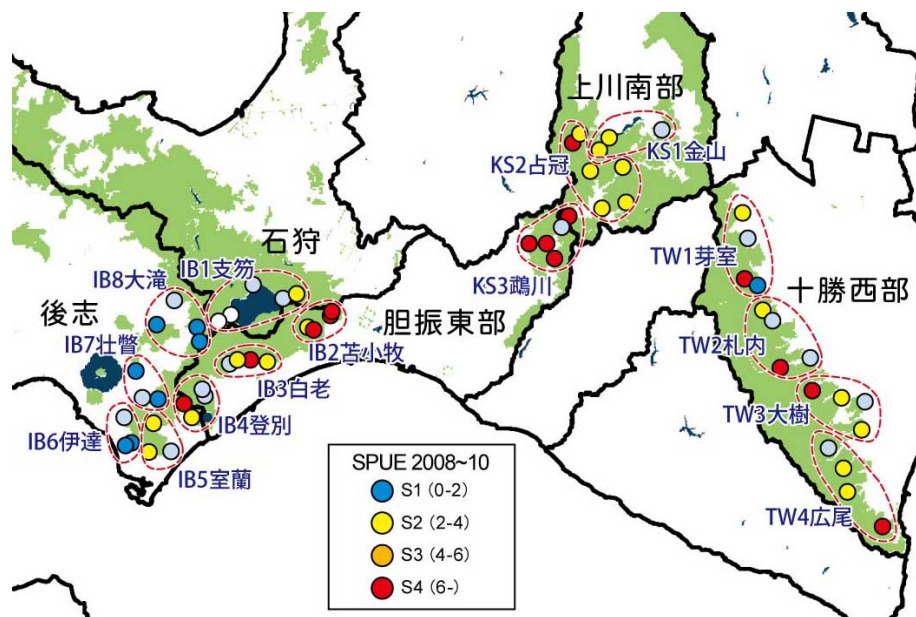 上川南部
KS1金山
KS2占冠
石狩
IB1支笏
IB8大滝
TW1芽室
KS3鵡川
十勝西部
後志
胆振東部
IB7壮瞥
IB2苫小牧
TW2札内
IB3白老
TW3大樹
IB4登別
IB6伊達
IB5室蘭
SPUE 2008~10
S1 (0-2)
S2 (2-4)
S3 (4-6)
S4 (6-)
TW4広尾